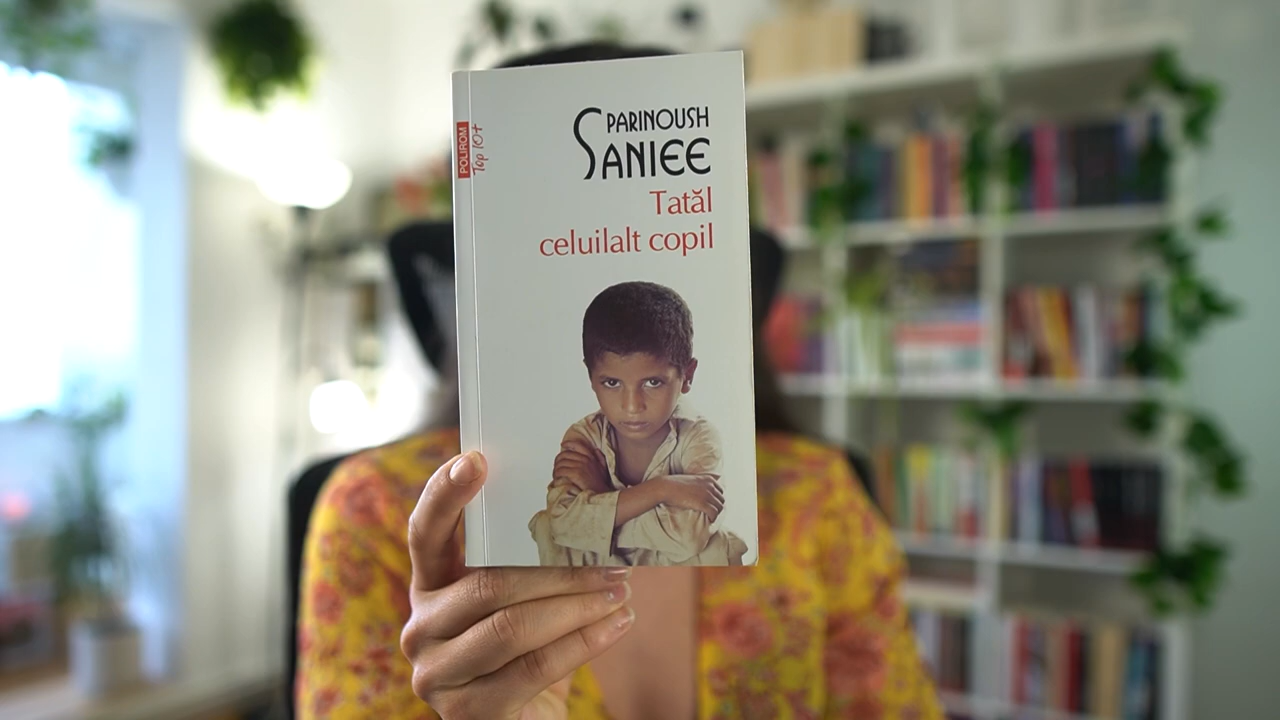 POLIROM
Top 10+
PARINOUSH
SANIEE
Tatăl
celuilalt copil